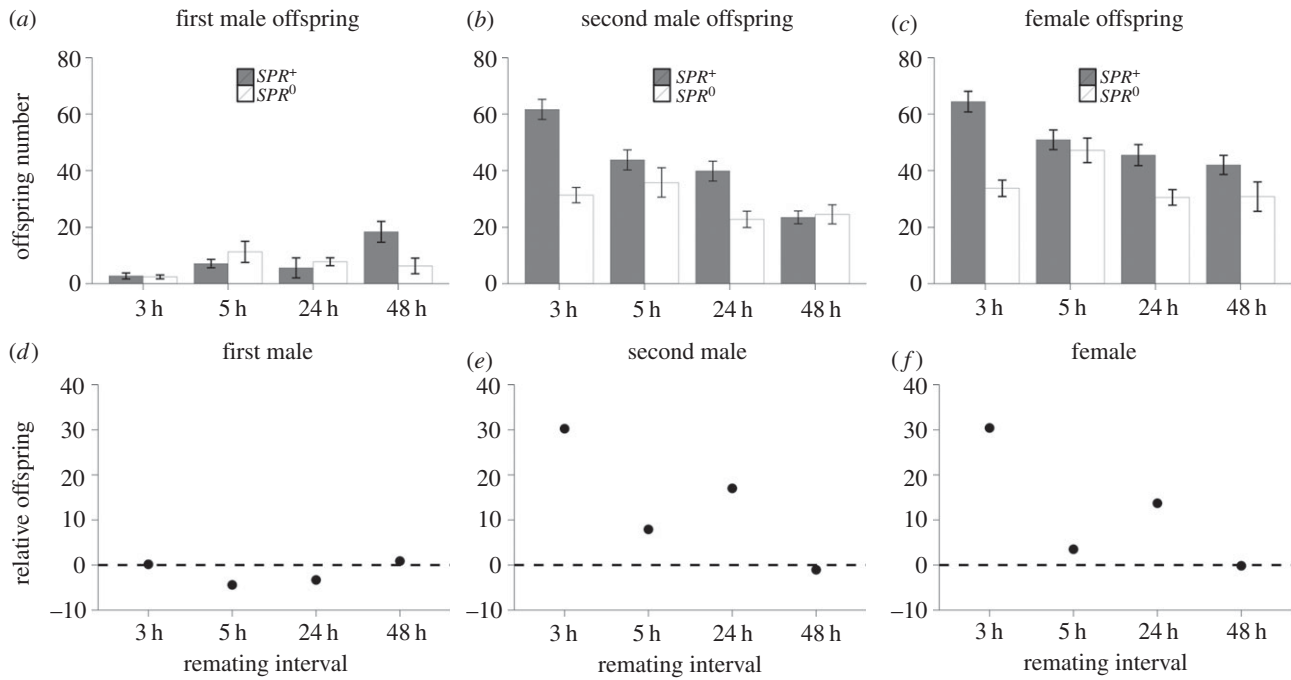 (a) first male offspring
80
60
40
20
0
offspring number
SPR+
SPR0
3 h 5 h 24 h 48 h
(b) second male offspring
80
60
40
20
0
SPR+
SPR0
3 h 5 h 24 h 48 h
(c) female offspring
80
60
40
20
0
SPR+
SPR0
3 h 5 h 24 h 48 h
(d) first male
40
30
20
10
0
–10
relative offspring
3 h 5 h 24 h 48 h
remating interval
(e) second male
40
30
20
10
0
–10
3 h 5 h 24 h 48 h
remating interval
(f) female
40
30
20
10
0
–10
3 h 5 h 24 h 48 h
remating interval